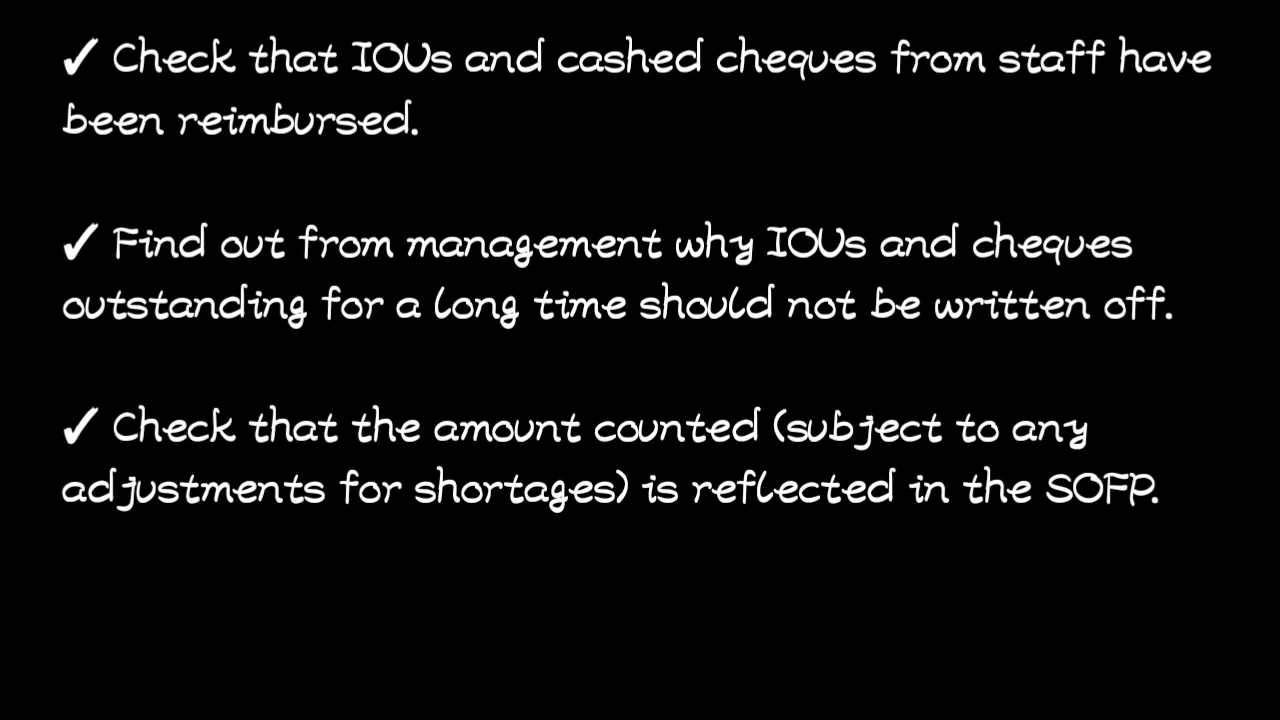 ✓ Check that IOUs and cashed cheques from staff have
been reimbursed.
✓ Find out from management why IOUs and cheques
outstanding for a long time should not be written off.
✓ Check that the amount counted (subject to any
adjustments for shortages) is reflected in the SOFP.